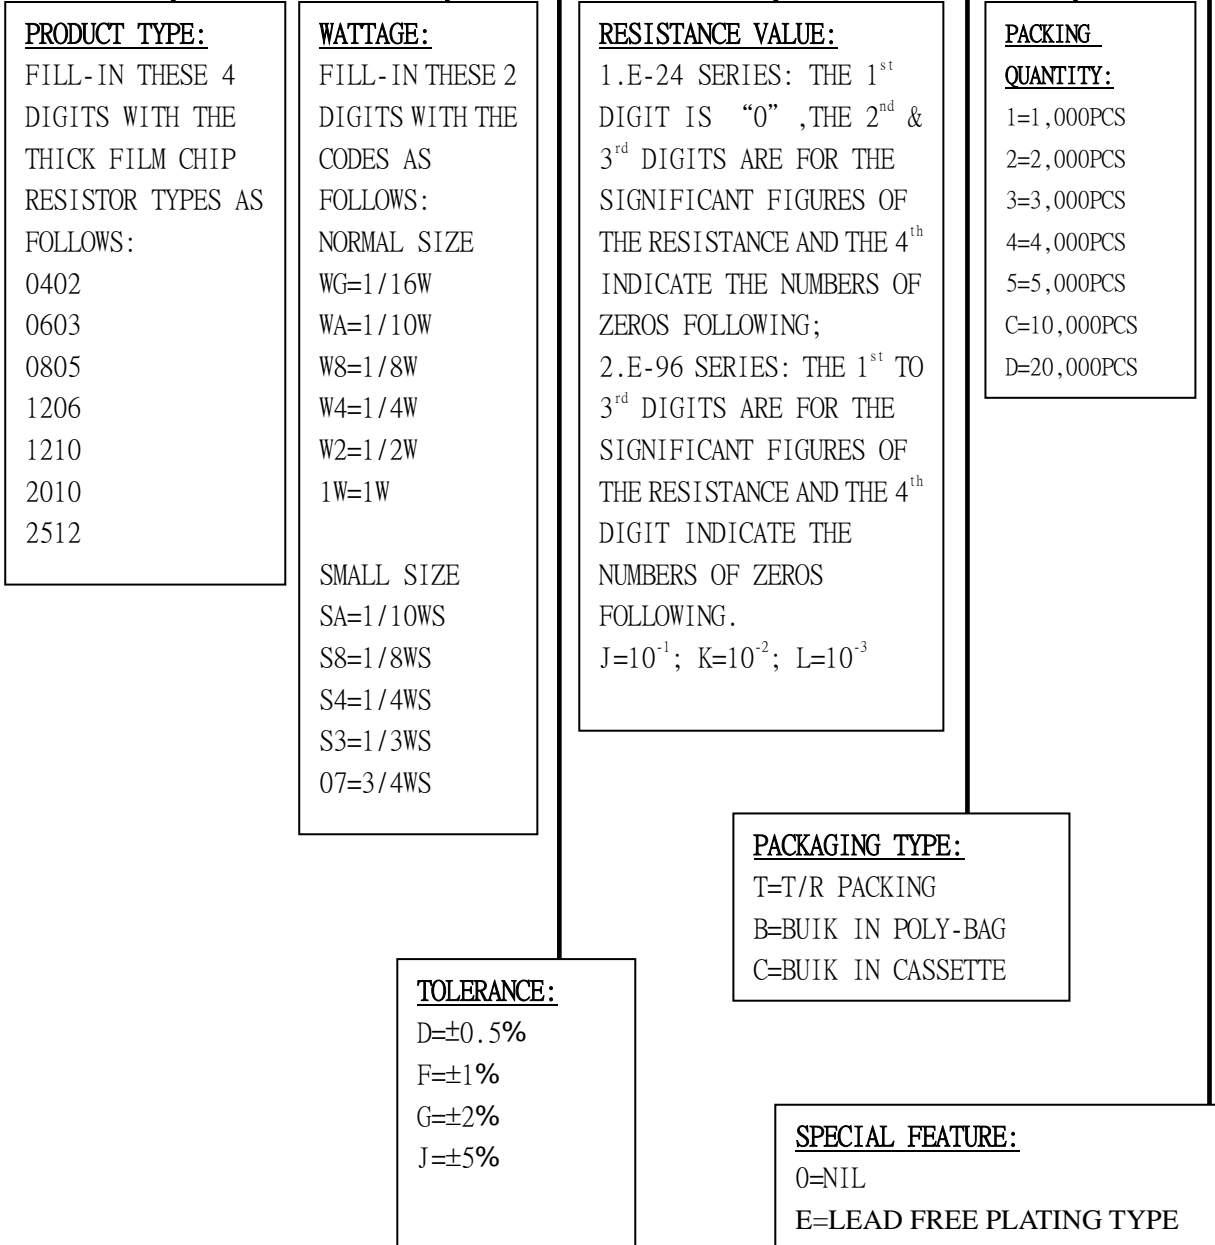 PRODUCT TYPE:
FILL-IN THESE 4
DIGITS WITH THE
THICK FILM CHIP
RESISTOR TYPES AS
FOLLOWS:
0402
0603
0805
1206
1210
2010
2512
WATTAGE:
FILL-IN THESE 2
DIGITS WITH THE
CODES AS
FOLLOWS:
NORMAL SIZE
WG=1/16W
WA=1/10W
W8=1/8W
W4=1/4W
W2=1/2W
1W=1W
SMALL SIZE
SA=1/10WS
S8=1/8WS
S4=1/4WS
S3=1/3WS
07=3/4WS
RESISTANCE VALUE:
1.E-24 SERIES: THE 1st
DIGIT IS “0” ,THE 2nd &
3rd DIGITS ARE FOR THE
SIGNIFICANT FIGURES OF
THE RESISTANCE AND THE 4th
INDICATE THE NUMBERS OF
ZEROS FOLLOWING;
2.E-96 SERIES: THE 1st TO
3rd DIGITS ARE FOR THE
SIGNIFICANT FIGURES OF
THE RESISTANCE AND THE 4th
DIGIT INDICATE THE
NUMBERS OF ZEROS
FOLLOWING.
J=10-1; K=10-2; L=10-3
PACKING
QUANTITY:
1=1,000PCS
2=2,000PCS
3=3,000PCS
4=4,000PCS
5=5,000PCS
C=10,000PCS
D=20,000PCS
PACKAGING TYPE:
T=T/R PACKING
B=BUIK IN POLY-BAG
C=BUIK IN CASSETTE
TOLERANCE:
D=±0.5%
F=±1%
G=±2%
J=±5%
SPECIAL FEATURE:
0=NIL
E=LEAD FREE PLATING TYPE